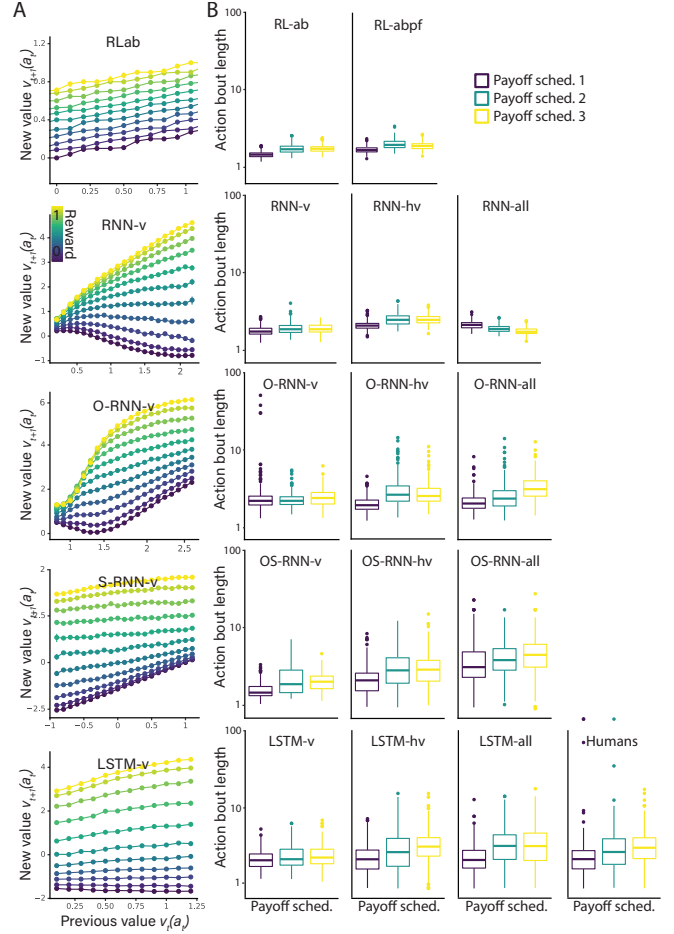 A
B
RLab
1.2
0.8
0.4
0
0
0.25
0.50
0.75
1
New value v_{t+1}(a_t)
RL-ab
RL-abpf
100
10
1
Action bout length
Payoff sched. 1
Payoff sched. 2
Payoff sched. 3
RNN-v
1
Reward
0
4
3
2
1
0
−1
0.5
1
1.5
2
New value v_{t+1}(a_t)
RNN-v
RNN-hv
RNN-all
100
10
1
Action bout length
O-RNN-v
6
4
2
0
1
1.5
2
2.5
New value v_{t+1}(a_t)
O-RNN-v
O-RNN-hv
O-RNN-all
100
10
1
Action bout length
S-RNN-v
2
2.5
0
−2.5
−1
−0.5
0
0.5
1
New value v_{t+1}(a_t)
OS-RNN-v
OS-RNN-hv
OS-RNN-all
100
10
1
Action bout length
LSTM-v
4
2
0
−2
0.25
0.50
0.75
1
1.25
New value v_{t+1}(a_t)
Previous value v_t(a_t)
LSTM-v
LSTM-hv
LSTM-all
Humans
100
10
1
Action bout length
Payoff sched.
Payoff sched.
Payoff sched.
Payoff sched.